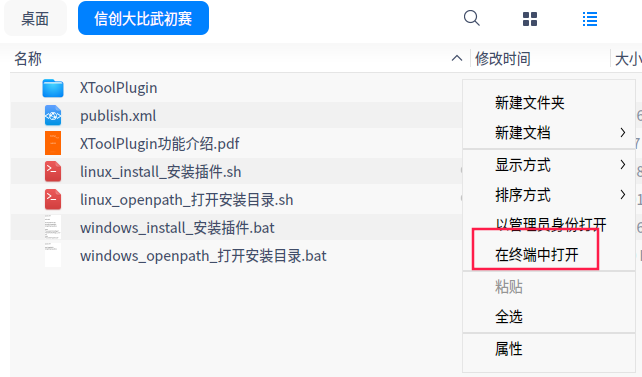 桌面
信创大比武初赛
名称
修改时间
大小
XToolPlugin
publish.xml
XToolPlugin功能介绍.pdf
linux_install_安装插件.sh
linux_openpath_打开安装目录.sh
windows_install_安装插件.bat
windows_openpath_打开安装目录.bat
新建文件夹
新建文档
显示方式
排序方式
以管理员身份打开
在终端中打开
粘贴
全选
属性